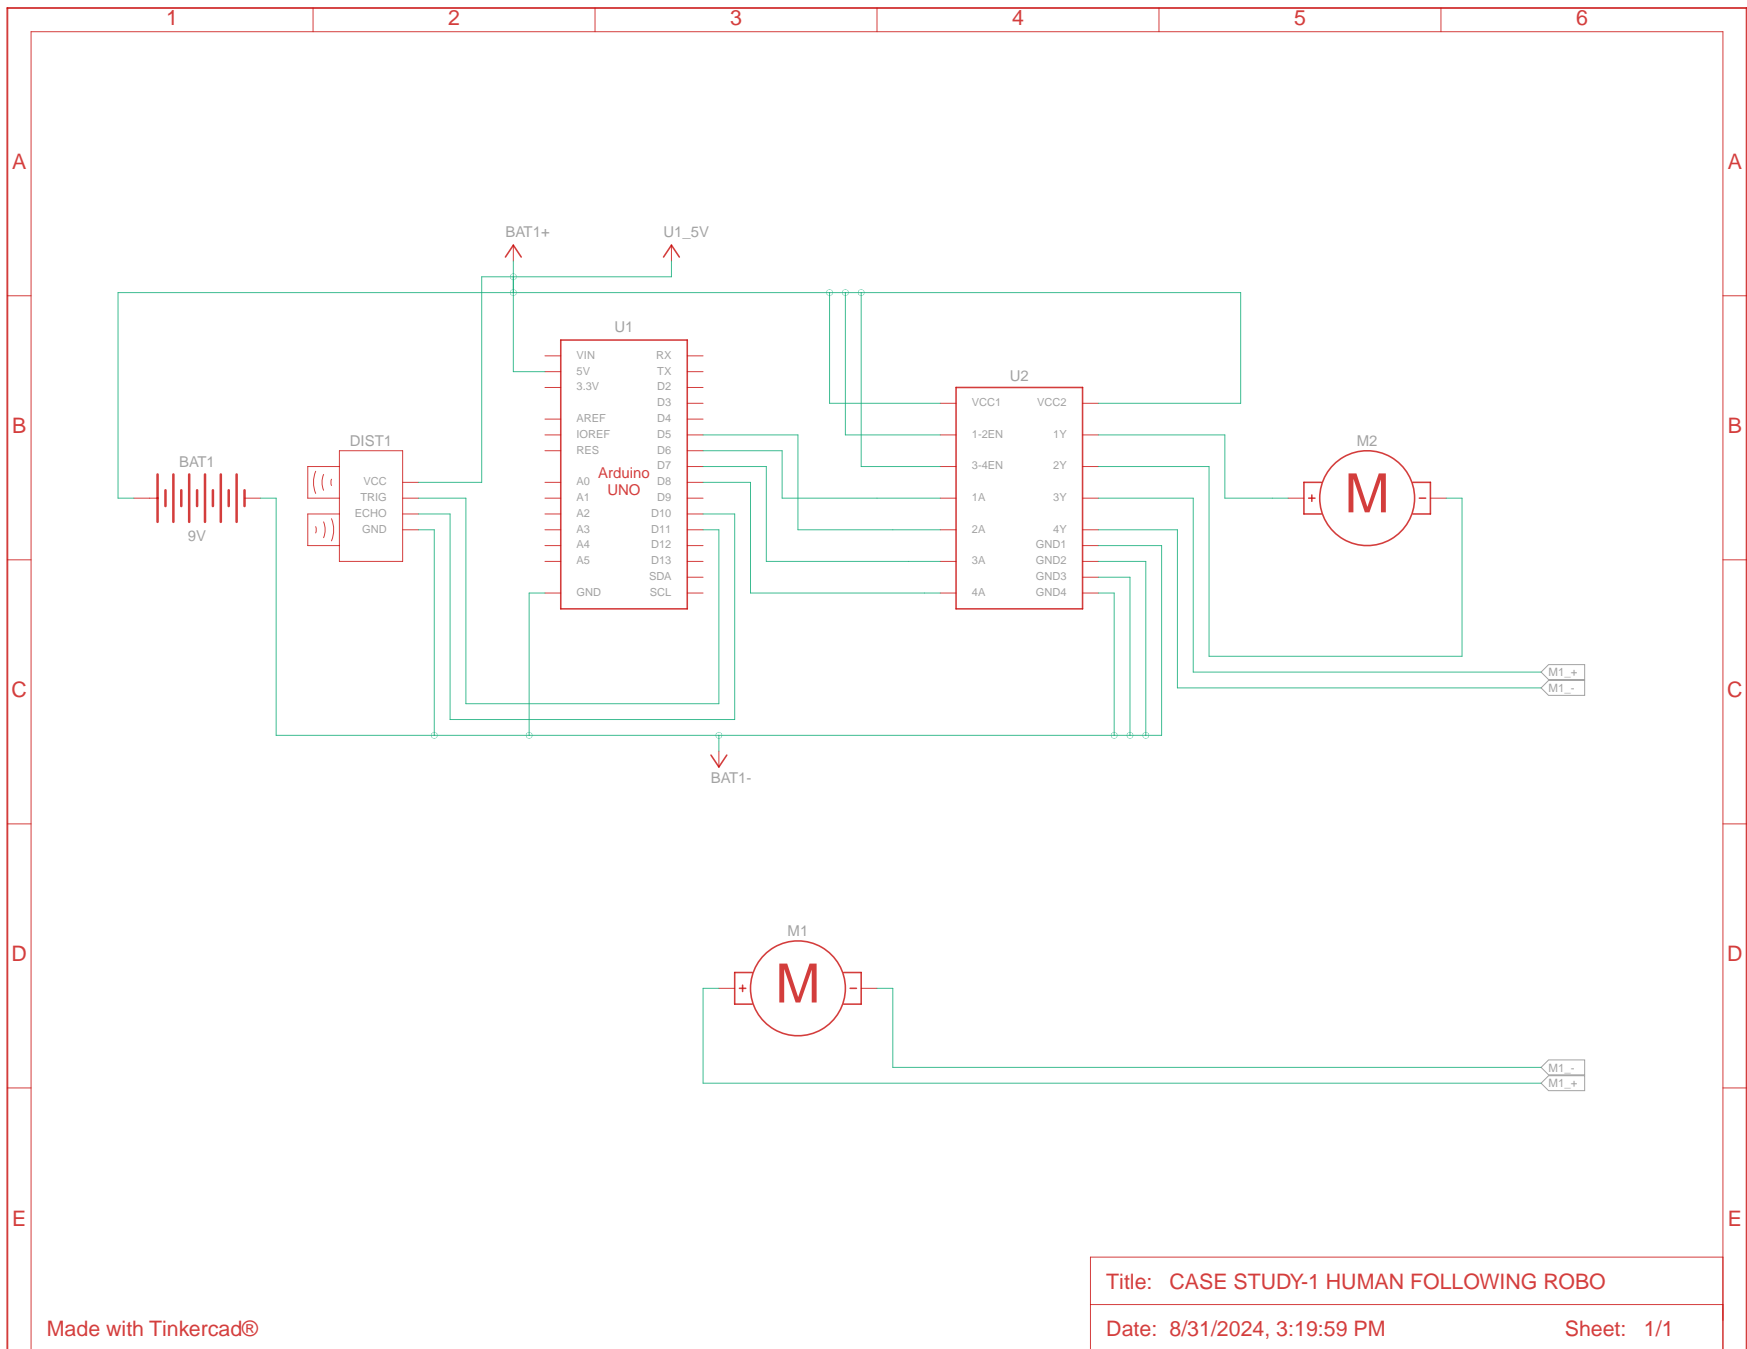 1 2 3 4 5 6
A A
BAT1+ U1_5V
U1
VIN RX
5V TX
3.3V D2
D3
AREF D4
IOREF D5
RES D6
D7
A0 D8
A1 D9
A2 D10
A3 D11
A4 D12
A5 D13
SDA
GND SCL
Arduino
UNO
U2
VCC1 VCC2
1-2EN 1Y
3-4EN 2Y
1A 3Y
2A 4Y
GND1
3A GND2
GND3
4A GND4
B B
DIST1
VCC
TRIG
ECHO
GND
BAT1
9V
M2
+ M -
C C
M1_+
M1_-
BAT1-
M1
+ M -
D D
M1_-
M1_+
E E
Title: CASE STUDY-1 HUMAN FOLLOWING ROBO
Made with Tinkercad®
Date: 8/31/2024, 3:19:59 PM Sheet: 1/1